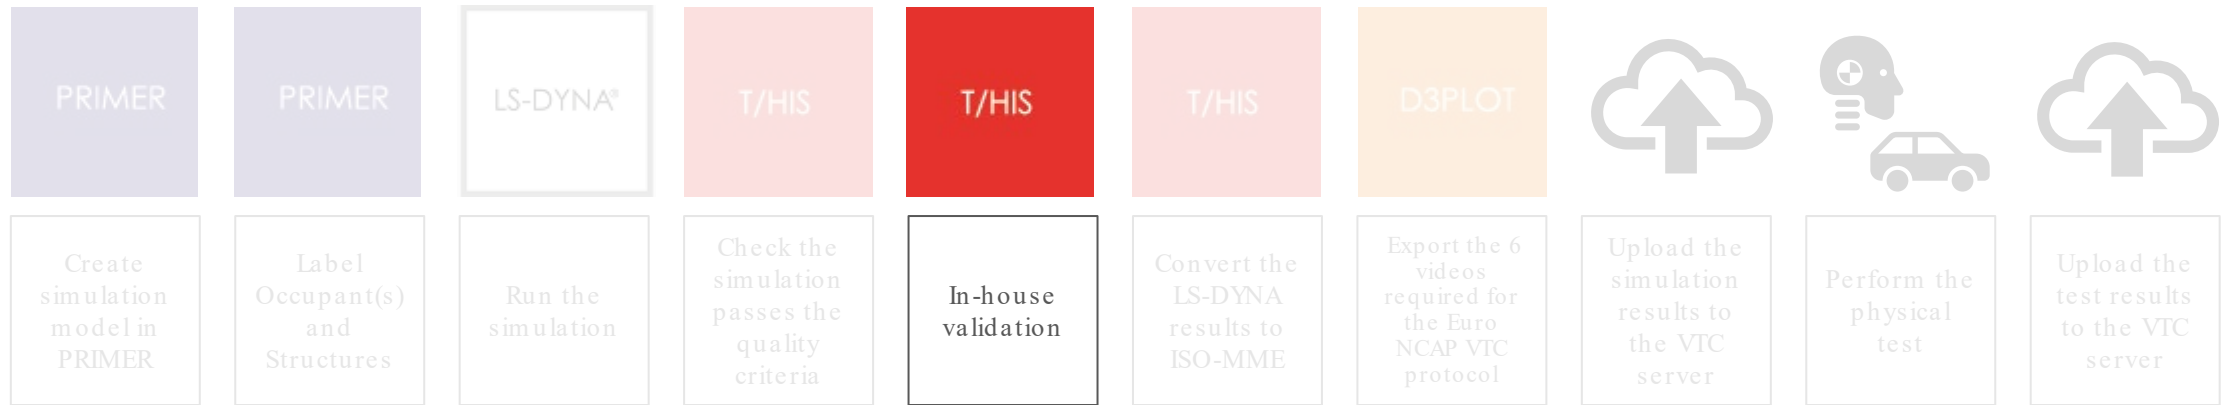 PRIMER
PRIMER
LS-DYNA®
T/HIS
T/HIS
T/HIS
D3PLOT
Create
simulation
model in
PRIMER
Label
Occupant(s)
and
Structures
Run the
simulation
Check the
simulation
passes the
quality
criteria
In-house
validation
Convert the
LS-DYNA
results to
ISO-MME
Export the 6
videos
required for
the Euro
NCAP VTC
protocol
Upload the
simulation
results to
the VTC
server
Perform the
physical
test
Upload the
test results
to the VTC
server